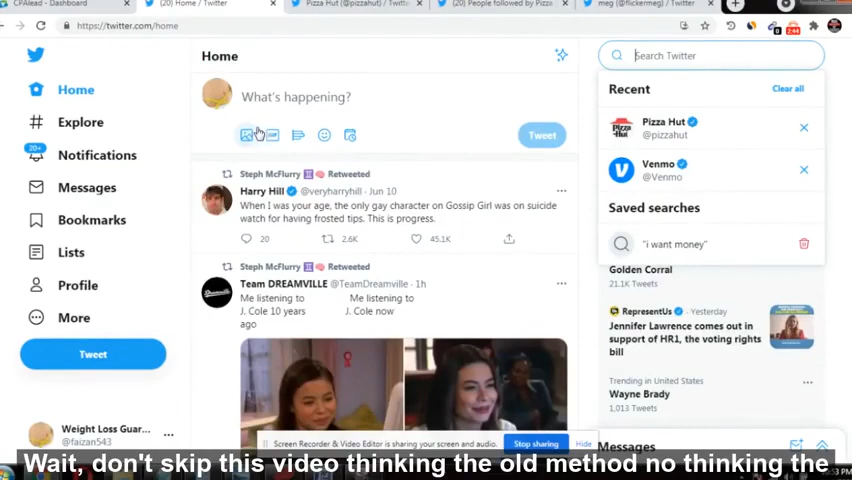 CPAlead - Dashboard
(20) Home / Twitter
Pizza Hut (@pizzahut) / Twitt
(20) People followed by Pizza
meg (@flickermeg) / Twitter
https://twitter.com/home
2:44
Home
Search Twitter
Home
Explore
20+
Notifications
Messages
Bookmarks
Lists
Profile
More
Tweet
Weight Loss Guar...
@faizan543
What's happening?
GIF
Tweet
Steph McFlurry Retweeted
Harry Hill @veryharryhill · Jun 10
When I was your age, the only gay character on Gossip Girl was on suicide
watch for having frosted tips. This is progress.
20
2.6K
45.1K
Steph McFlurry Retweeted
Team DREAMVILLE @TeamDreamville · 1h
Me listening to Me listening to
J. Cole 10 years J. Cole now
ago
Recent
Clear all
Pizza Hut
@pizzahut
Venmo
@Venmo
Saved searches
"i want money"
Golden Corral
21.1K Tweets
RepresentUs · Yesterday
Jennifer Lawrence comes out in
support of HR1, the voting rights
bill
Trending in United States
Wayne Brady
1,013 Tweets
Messages
Screen Recorder & Video Editor is sharing your screen and audio.
Stop sharing
Hide
Wait, don't skip this video thinking the old method no thinking the